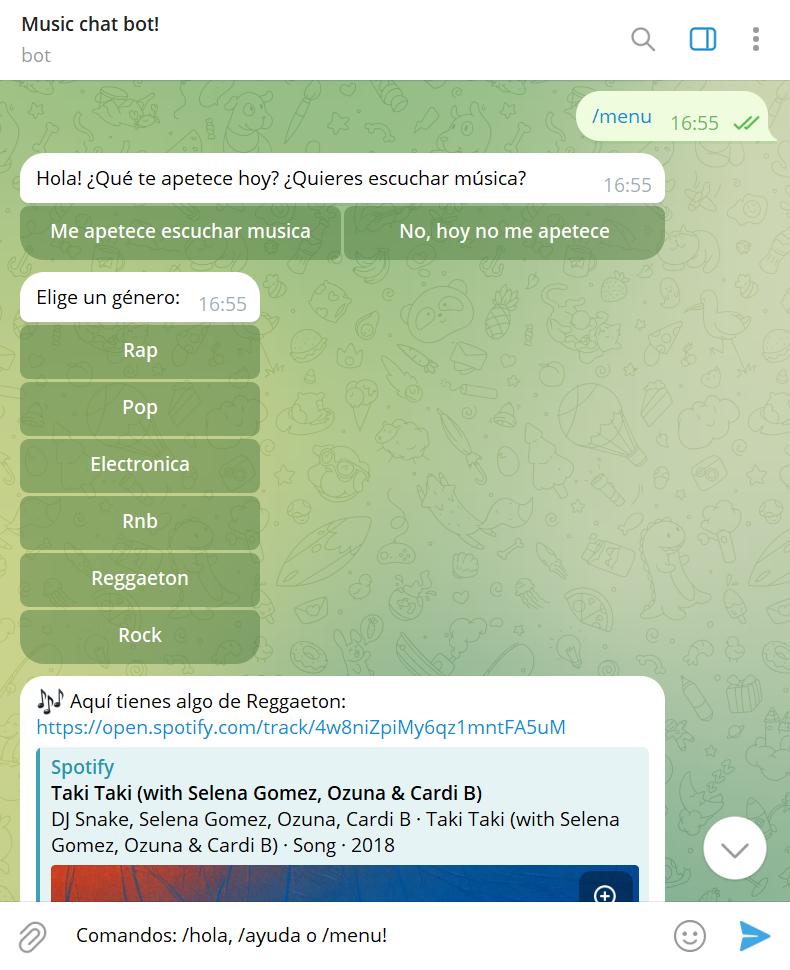 Music chat bot!
bot
/menu 16:55
Hola! ¿Qué te apetece hoy? ¿Quieres escuchar música? 16:55
Me apetece escuchar musica No, hoy no me apetece
Elige un género: 16:55
Rap
Pop
Electronica
Rnb
Reggaeton
Rock
🎶 Aquí tienes algo de Reggaeton:
https://open.spotify.com/track/4w8niZpiMy6qz1mntFA5uM
Spotify
Taki Taki (with Selena Gomez, Ozuna & Cardi B)
DJ Snake, Selena Gomez, Ozuna, Cardi B · Taki Taki (with Selena
Gomez, Ozuna & Cardi B) · Song · 2018
Comandos: /hola, /ayuda o /menu!